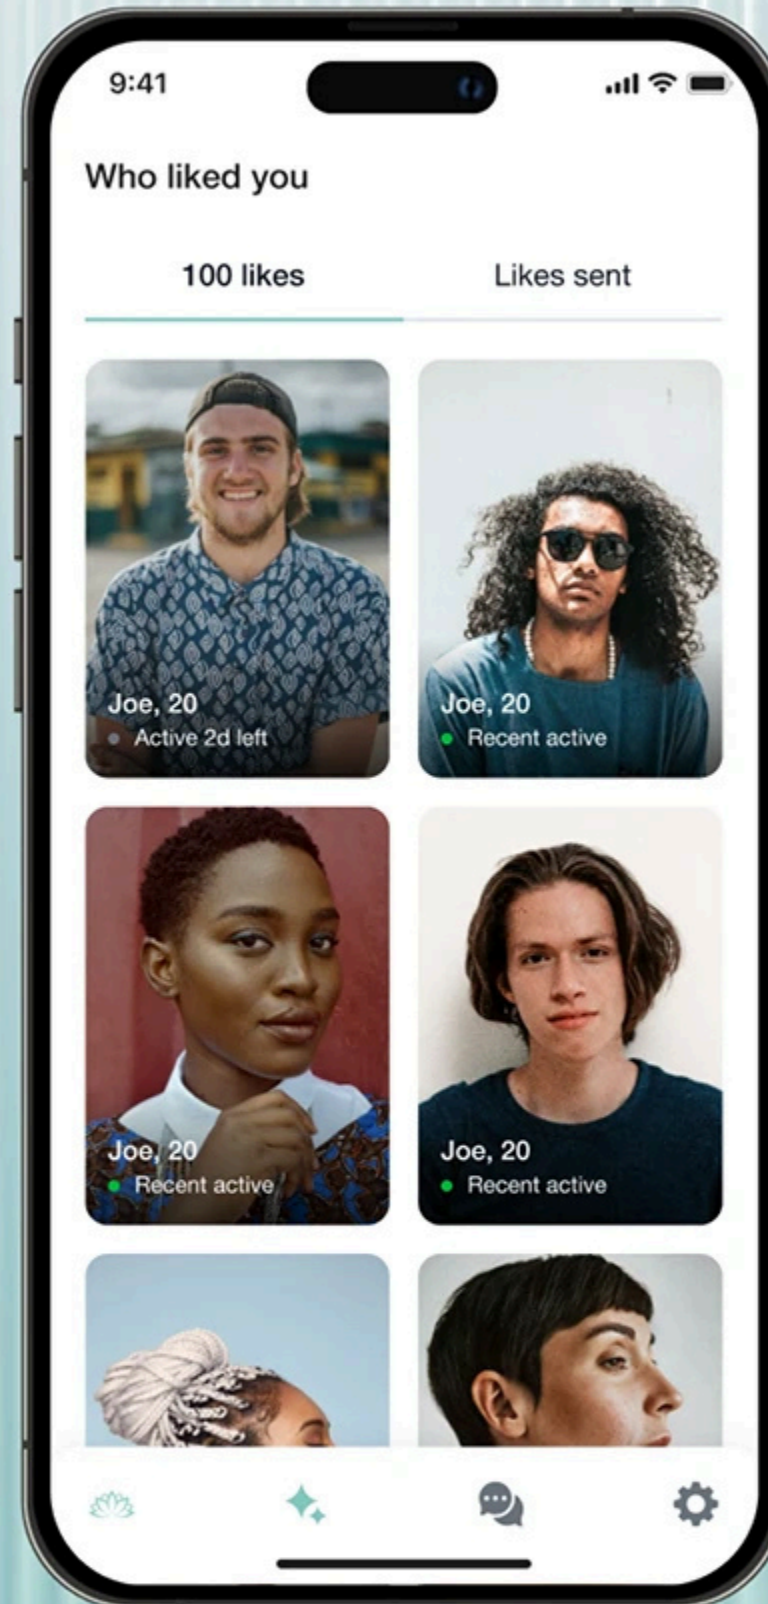 9:41
Who liked you
100 likes
Likes sent
Joe, 20
Active 2d left
Joe, 20
Recent active
Joe, 20
Recent active
Joe, 20
Recent active